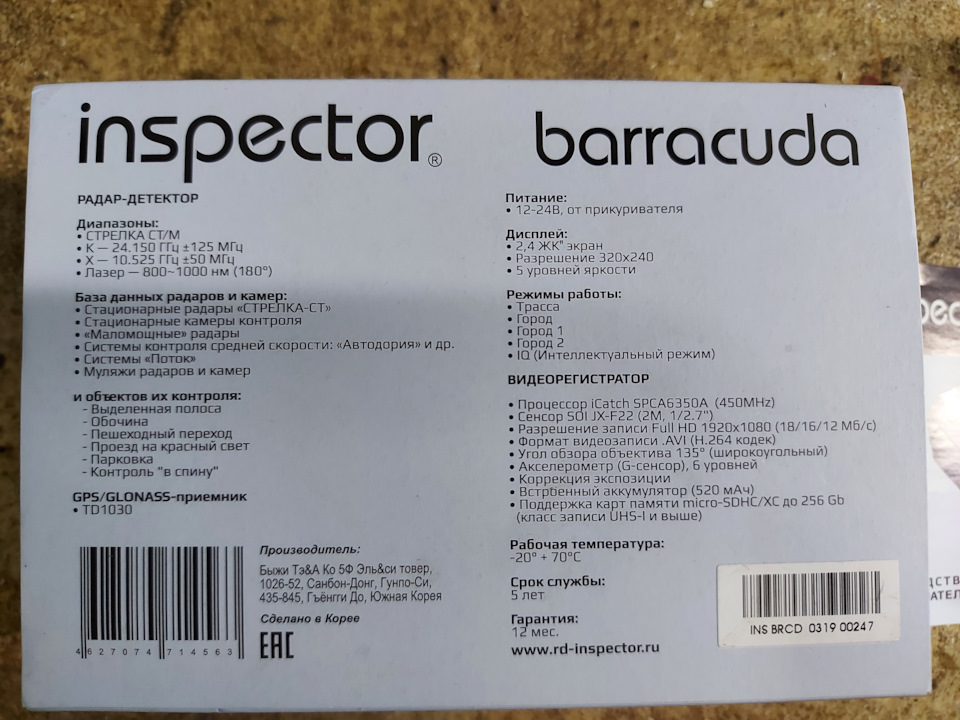 inspector®
barracuda
РАДАР-ДЕТЕКТОР
Диапазоны:
• СТРЕЛКА СТ/М
• К — 24.150 ГГц ±125 МГц
• X — 10.525 ГГц ±50 МГц
• Лазер — 800~1000 нм (180°)
База данных радаров и камер:
• Стационарные радары «СТРЕЛКА-СТ»
• Стационарные камеры контроля
• «Маломощные» радары
• Системы контроля средней скорости: «Автодория» и др.
• Системы «Поток»
• Муляжи радаров и камер
и объектов их контроля:
- Выделенная полоса
- Обочина
- Пешеходный переход
- Проезд на красный свет
- Парковка
- Контроль "в спину"
GPS/GLONASS-приемник
• TD1030
Производитель:
Быжи Тэ&А Ко 5Ф Эль&си товер,
1026-52, Санбон-Донг, Гунпо-Си,
435-845, Гъёнгги До, Южная Корея
Сделано в Корее
EAC
4 627074 714563
Питание:
• 12-24В, от прикуривателя
Дисплей:
• 2,4 ЖК" экран
• Разрешение 320х240
• 5 уровней яркости
Режимы работы:
• Трасса
• Город
• Город 1
• Город 2
• IQ (Интеллектуальный режим)
ВИДЕОРЕГИСТРАТОР
• Процессор iCatch SPCA6350A (450MHz)
• Сенсор SOI JX-F22 (2M, 1/2.7")
• Разрешение записи Full HD 1920x1080 (18/16/12 Мб/с)
• Формат видеозаписи .AVI (H.264 кодек)
• Угол обзора объектива 135° (широкоугольный)
• Акселерометр (G-сенсор), 6 уровней
• Коррекция экспозиции
• Встроенный аккумулятор (520 мАч)
• Поддержка карт памяти micro-SDHC/XC до 256 Gb
(класс записи UHS-I и выше)
Рабочая температура:
-20° + 70°C
Срок службы:
5 лет
Гарантия:
12 мес.
www.rd-inspector.ru
INS BRCD 0319 00247